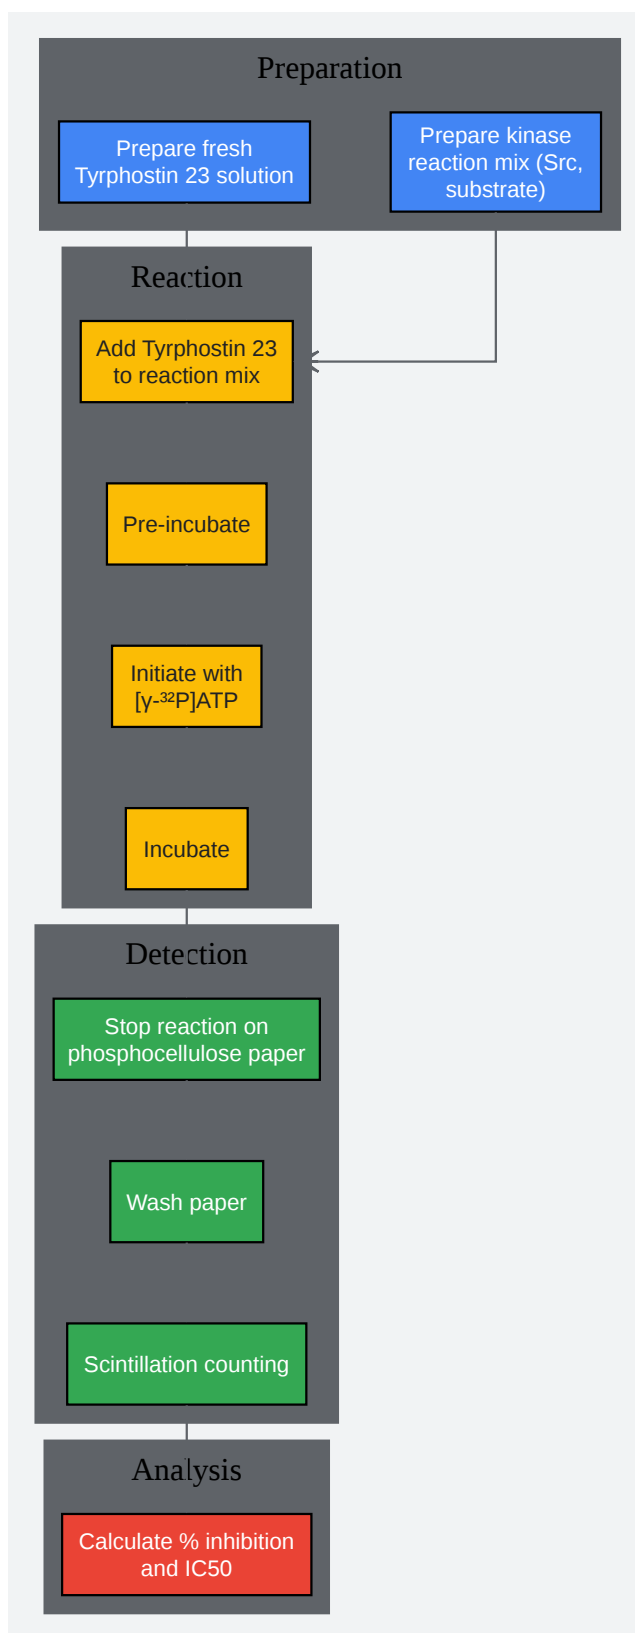 Preparation
Prepare fresh
Tyrphostin 23 solution
Prepare kinase
reaction mix (Src,
substrate)
Reaction
Add Tyrphostin 23
to reaction mix
Pre-incubate
Initiate with
[γ-³²P]ATP
Incubate
Detection
Stop reaction on
phosphocellulose paper
Wash paper
Scintillation counting
Analysis
Calculate % inhibition
and IC50